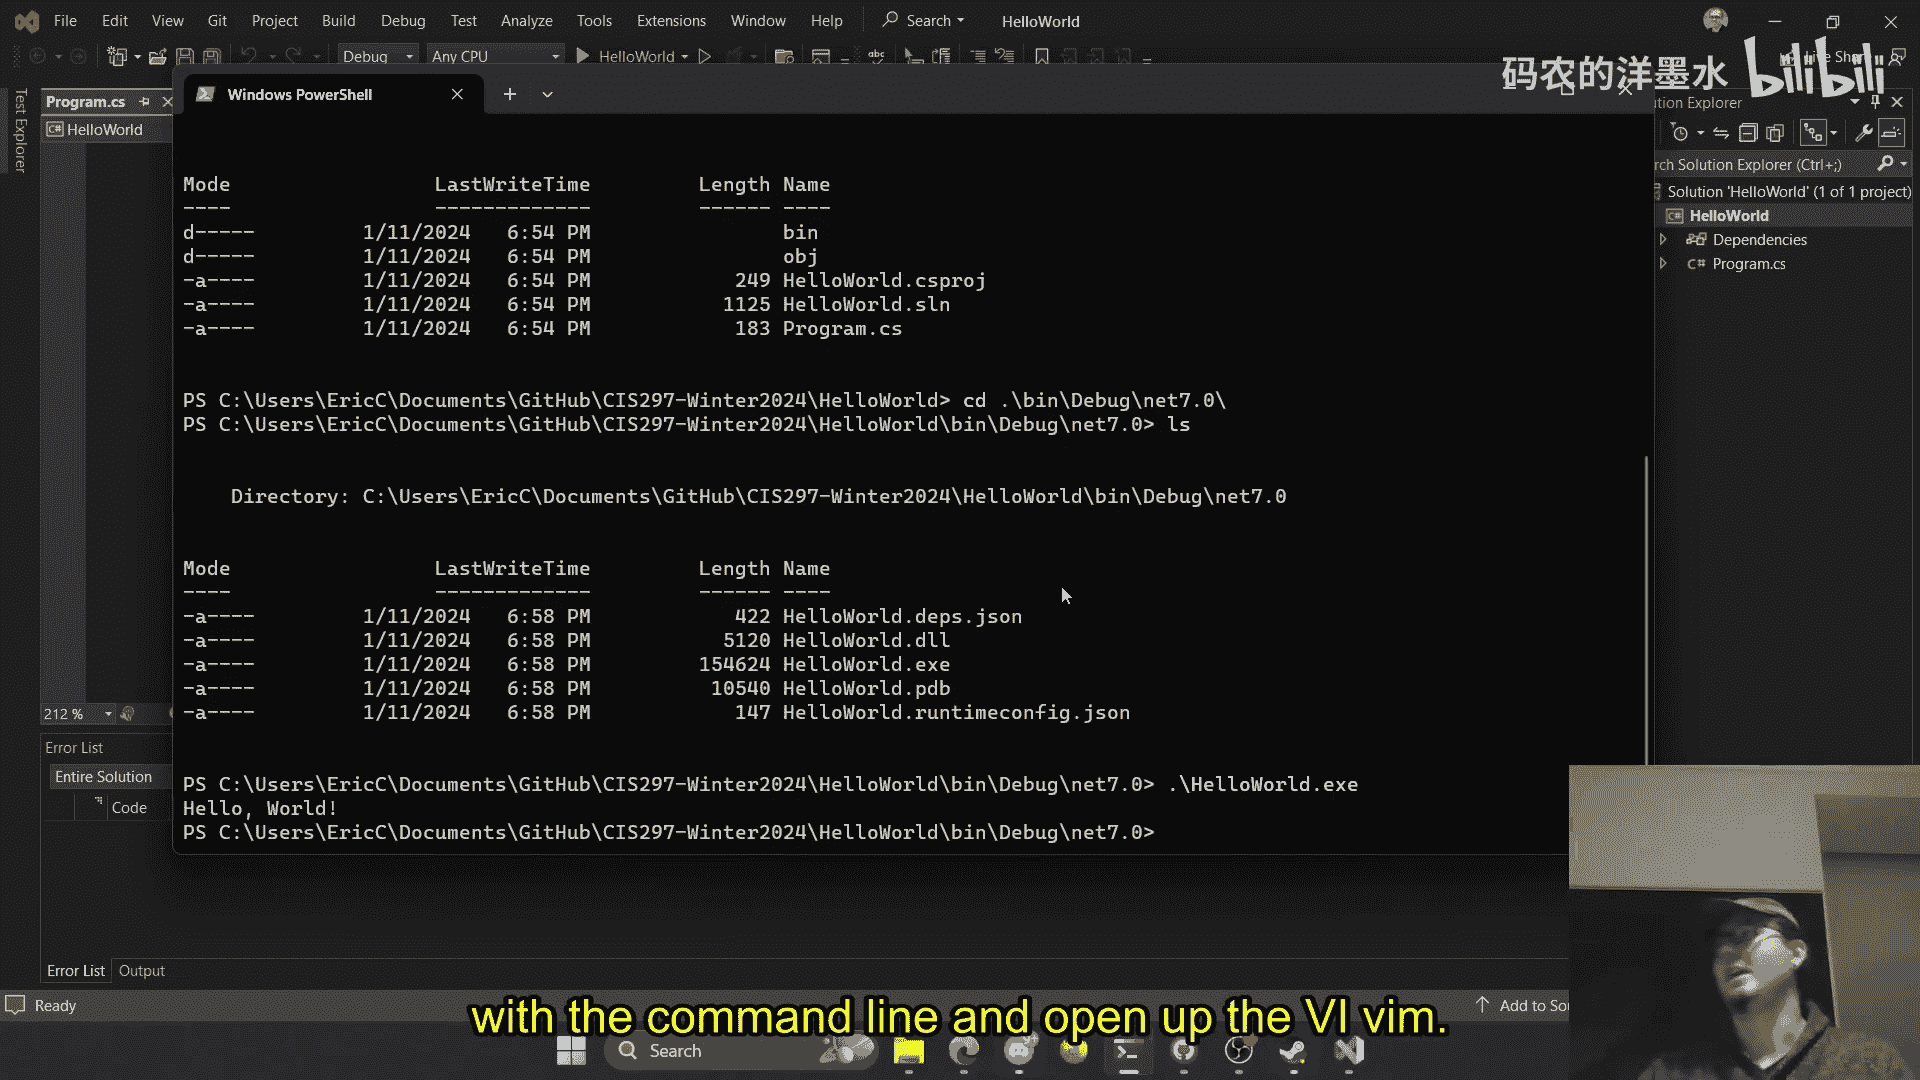 File Edit View Git Project Build Debug Test Analyze Tools Extensions Window Help Search HelloWorld
Debug Any CPU HelloWorld Live Share
码农的洋墨水 bilibili
Test Explorer
Program.cs
HelloWorld
Windows PowerShell
Mode LastWriteTime Length Name
---- ------------- ------ ----
d----- 1/11/2024 6:54 PM bin
d----- 1/11/2024 6:54 PM obj
-a---- 1/11/2024 6:54 PM 249 HelloWorld.csproj
-a---- 1/11/2024 6:54 PM 1125 HelloWorld.sln
-a---- 1/11/2024 6:54 PM 183 Program.cs
PS C:\Users\EricC\Documents\GitHub\CIS297-Winter2024\HelloWorld> cd .\bin\Debug\net7.0\
PS C:\Users\EricC\Documents\GitHub\CIS297-Winter2024\HelloWorld\bin\Debug\net7.0> ls
Directory: C:\Users\EricC\Documents\GitHub\CIS297-Winter2024\HelloWorld\bin\Debug\net7.0
Mode LastWriteTime Length Name
---- ------------- ------ ----
-a---- 1/11/2024 6:58 PM 422 HelloWorld.deps.json
-a---- 1/11/2024 6:58 PM 5120 HelloWorld.dll
-a---- 1/11/2024 6:58 PM 154624 HelloWorld.exe
-a---- 1/11/2024 6:58 PM 10540 HelloWorld.pdb
-a---- 1/11/2024 6:58 PM 147 HelloWorld.runtimeconfig.json
PS C:\Users\EricC\Documents\GitHub\CIS297-Winter2024\HelloWorld\bin\Debug\net7.0> .\HelloWorld.exe
Hello, World!
PS C:\Users\EricC\Documents\GitHub\CIS297-Winter2024\HelloWorld\bin\Debug\net7.0>
ution Explorer
rch Solution Explorer (Ctrl+;)
Solution 'HelloWorld' (1 of 1 project)
HelloWorld
Dependencies
C# Program.cs
212 %
Error List
Entire Solution
Code
Error List Output
Ready
Add to So
with the command line and open up the VI vim.
Search